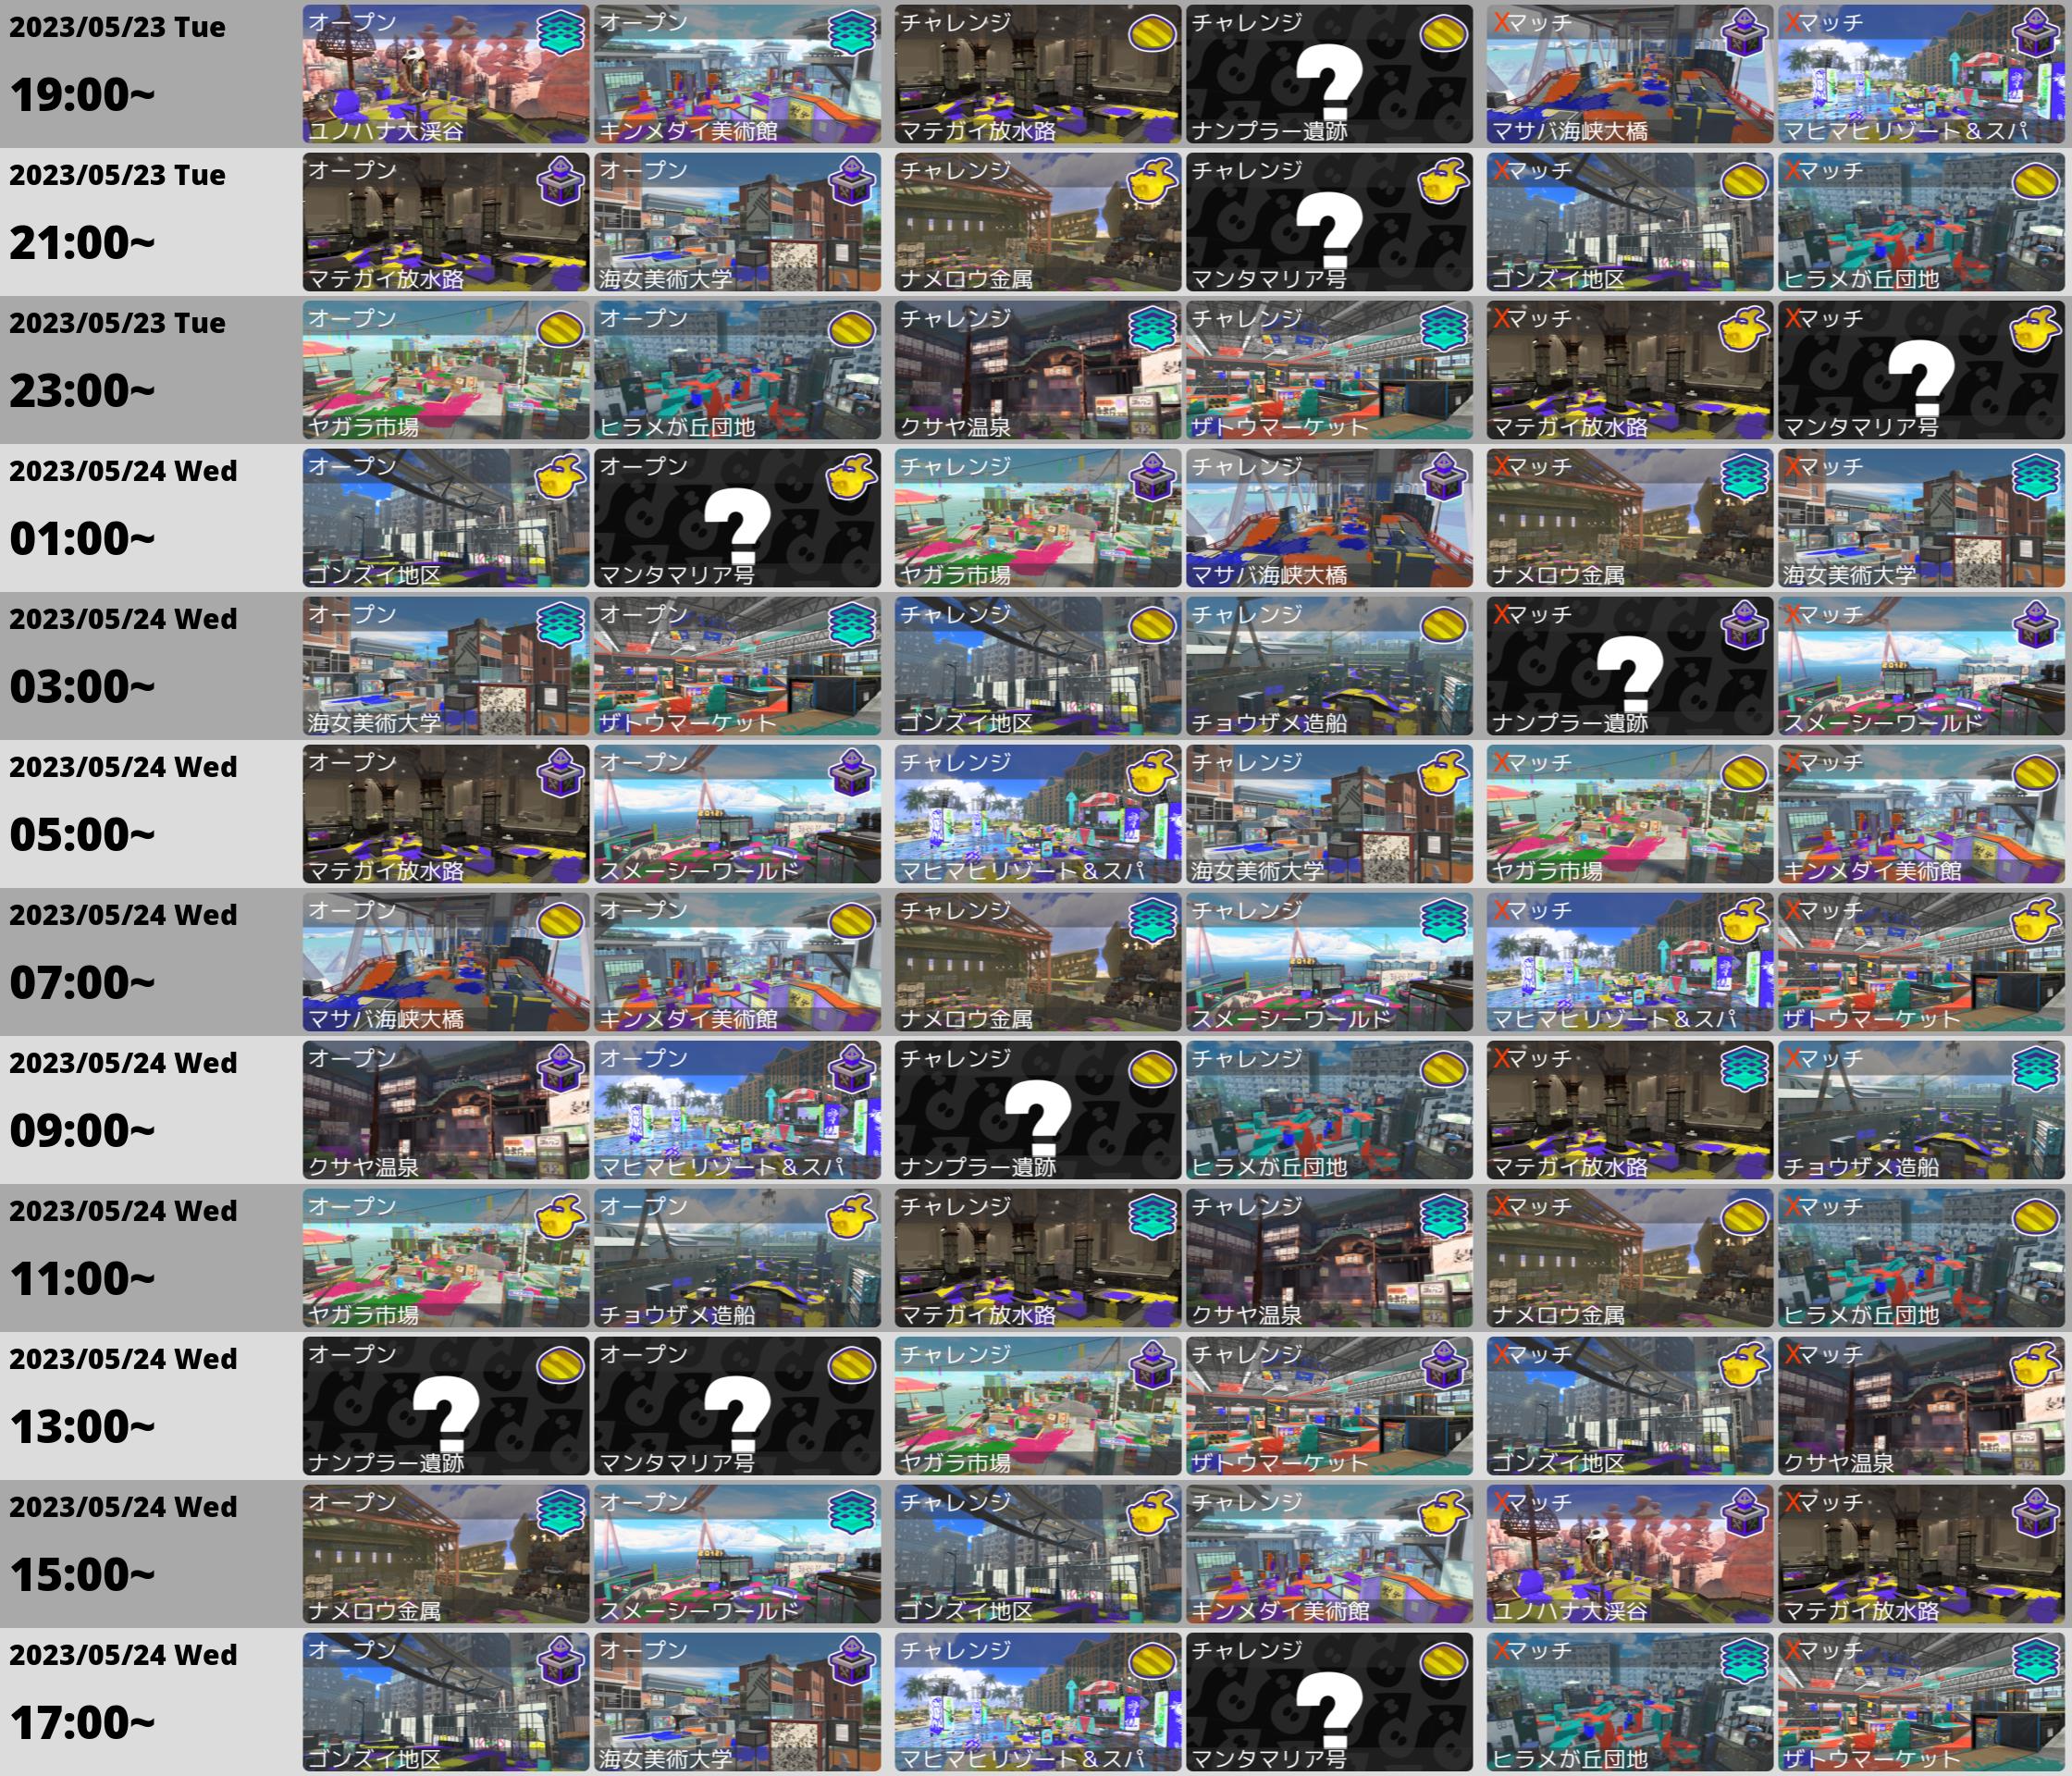 2023/05/23 Tue
19:00~
オープン オープン チャレンジ チャレンジ Xマッチ Xマッチ
ユノハナ大渓谷 キンメダイ美術館 マテガイ放水路 ナンプラー遺跡 マサバ海峡大橋 マヒマヒリゾート＆スパ
2023/05/23 Tue
21:00~
オープン オープン チャレンジ チャレンジ Xマッチ Xマッチ
マテガイ放水路 海女美術大学 ナメロウ金属 マンタマリア号 ゴンズイ地区 ヒラメが丘団地
2023/05/23 Tue
23:00~
オープン オープン チャレンジ チャレンジ Xマッチ Xマッチ
ヤガラ市場 ヒラメが丘団地 クサヤ温泉 ザトウマーケット マテガイ放水路 マンタマリア号
2023/05/24 Wed
01:00~
オープン オープン チャレンジ チャレンジ Xマッチ Xマッチ
ゴンズイ地区 マンタマリア号 ヤガラ市場 マサバ海峡大橋 ナメロウ金属 海女美術大学
2023/05/24 Wed
03:00~
オープン オープン チャレンジ チャレンジ Xマッチ Xマッチ
海女美術大学 ザトウマーケット ゴンズイ地区 チョウザメ造船 ナンプラー遺跡 スメーシーワールド
2023/05/24 Wed
05:00~
オープン オープン チャレンジ チャレンジ Xマッチ Xマッチ
マテガイ放水路 スメーシーワールド マヒマヒリゾート＆スパ 海女美術大学 ヤガラ市場 キンメダイ美術館
2023/05/24 Wed
07:00~
オープン オープン チャレンジ チャレンジ Xマッチ Xマッチ
マサバ海峡大橋 キンメダイ美術館 ナメロウ金属 スメーシーワールド マヒマヒリゾート＆スパ ザトウマーケット
2023/05/24 Wed
09:00~
オープン オープン チャレンジ チャレンジ Xマッチ Xマッチ
クサヤ温泉 マヒマヒリゾート＆スパ ナンプラー遺跡 ヒラメが丘団地 マテガイ放水路 チョウザメ造船
2023/05/24 Wed
11:00~
オープン オープン チャレンジ チャレンジ Xマッチ Xマッチ
ヤガラ市場 チョウザメ造船 マテガイ放水路 クサヤ温泉 ナメロウ金属 ヒラメが丘団地
2023/05/24 Wed
13:00~
オープン オープン チャレンジ チャレンジ Xマッチ Xマッチ
ナンプラー遺跡 マンタマリア号 ヤガラ市場 ザトウマーケット ゴンズイ地区 クサヤ温泉
2023/05/24 Wed
15:00~
オープン オープン チャレンジ チャレンジ Xマッチ Xマッチ
ナメロウ金属 スメーシーワールド ゴンズイ地区 キンメダイ美術館 ユノハナ大渓谷 マテガイ放水路
2023/05/24 Wed
17:00~
オープン オープン チャレンジ チャレンジ Xマッチ Xマッチ
ゴンズイ地区 海女美術大学 マヒマヒリゾート＆スパ マンタマリア号 ヒラメが丘団地 ザトウマーケット